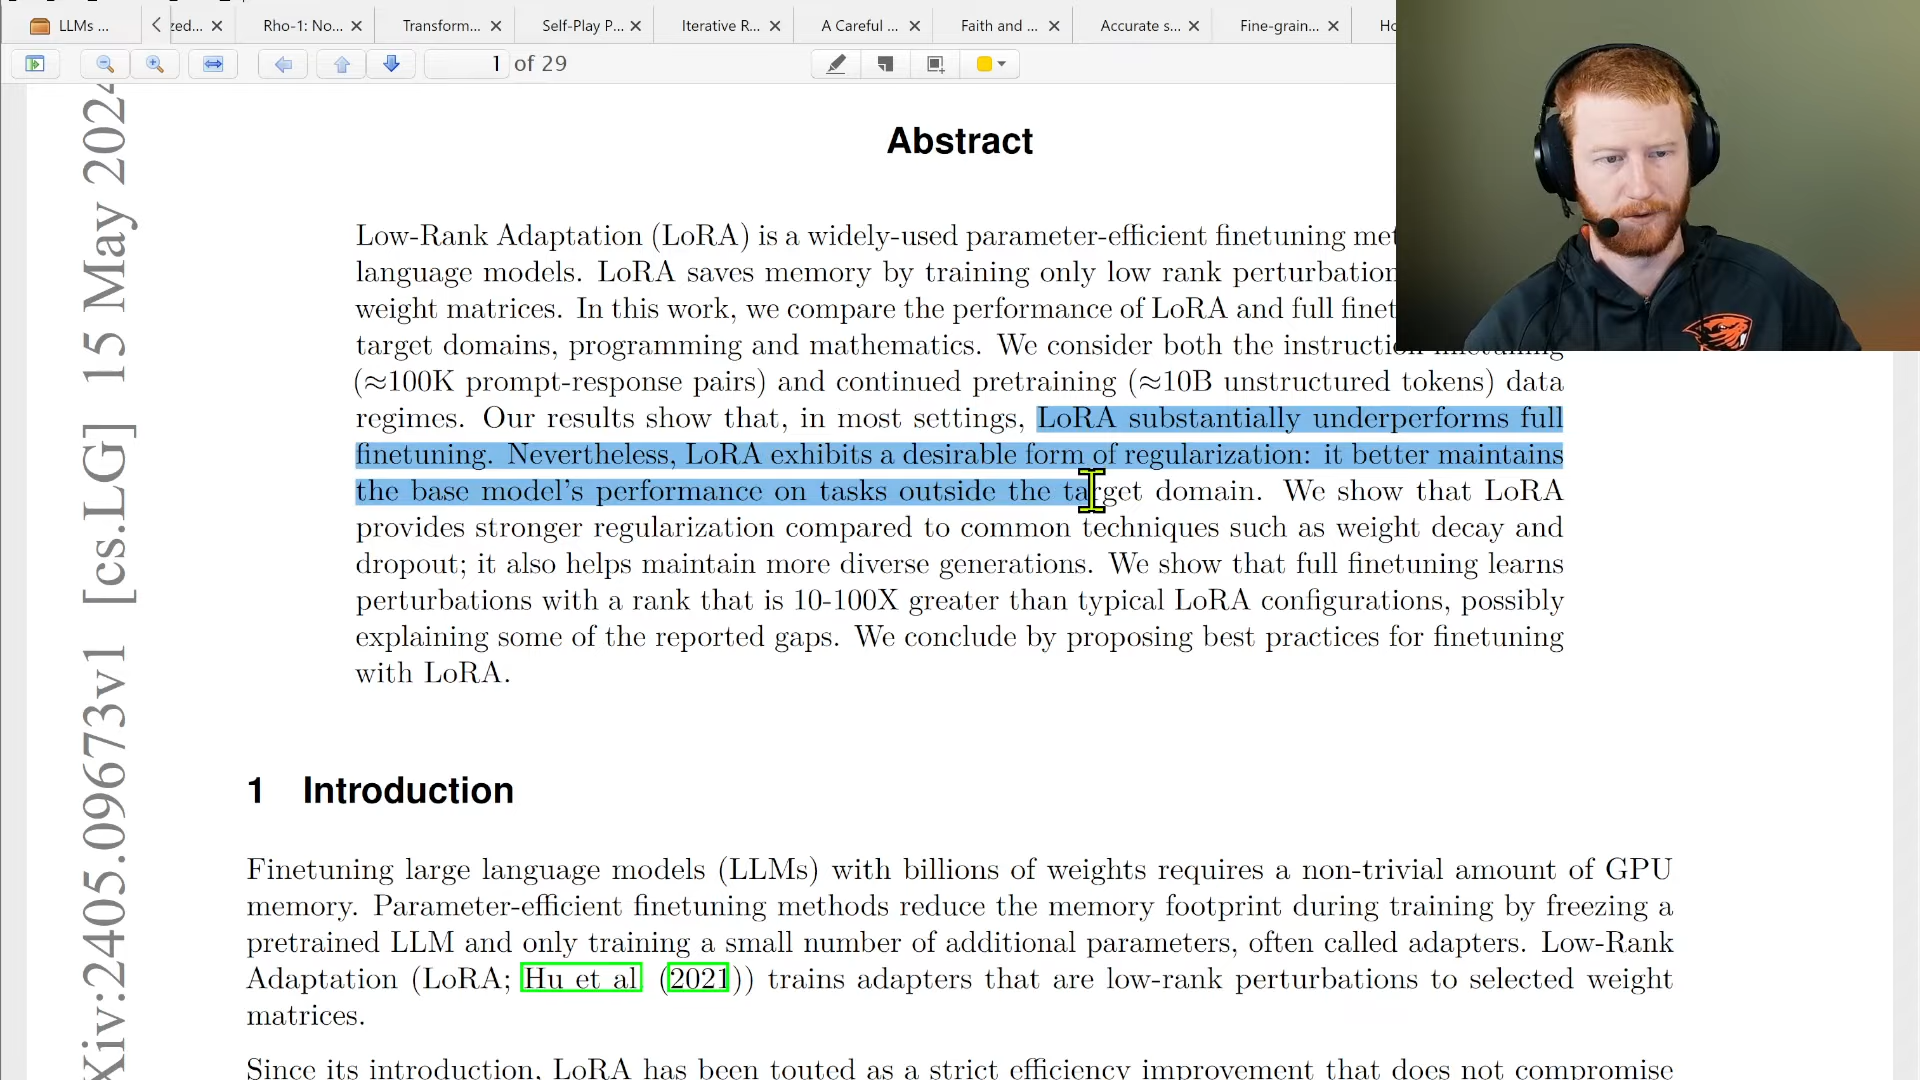 LLMs ...
zed...
Rho-1: No...
Transform...
Self-Play P...
Iterative R...
A Careful ...
Faith and ...
Accurate s...
Fine-grain...
1 of 29
Abstract
Low-Rank Adaptation (LoRA) is a widely-used parameter-efficient finetuning met
language models. LoRA saves memory by training only low rank perturbation
weight matrices. In this work, we compare the performance of LoRA and full finet
target domains, programming and mathematics. We consider both the instruction finetuning
(≈100K prompt-response pairs) and continued pretraining (≈10B unstructured tokens) data
regimes. Our results show that, in most settings, LoRA substantially underperforms full
finetuning. Nevertheless, LoRA exhibits a desirable form of regularization: it better maintains
the base model's performance on tasks outside the target domain. We show that LoRA
provides stronger regularization compared to common techniques such as weight decay and
dropout; it also helps maintain more diverse generations. We show that full finetuning learns
perturbations with a rank that is 10-100X greater than typical LoRA configurations, possibly
explaining some of the reported gaps. We conclude by proposing best practices for finetuning
with LoRA.
Xiv:2405.09673v1 [cs.LG] 15 May 2024
1 Introduction
Finetuning large language models (LLMs) with billions of weights requires a non-trivial amount of GPU
memory. Parameter-efficient finetuning methods reduce the memory footprint during training by freezing a
pretrained LLM and only training a small number of additional parameters, often called adapters. Low-Rank
Adaptation (LoRA; Hu et al. (2021)) trains adapters that are low-rank perturbations to selected weight
matrices.
Since its introduction, LoRA has been touted as a strict efficiency improvement that does not compromise